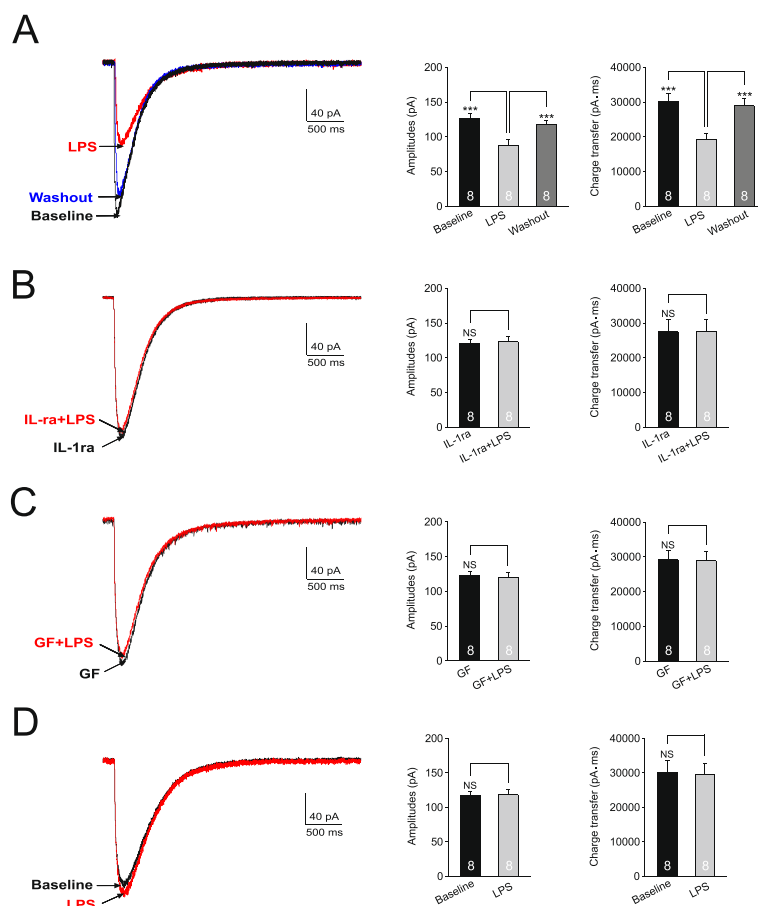 A
LPS
Washout
Baseline
40 pA
500 ms
Amplitudes (pA)
200
150
100
50
0
***
***
8
8
8
Baseline
LPS
Washout
Charge transfer (pA•ms)
40000
30000
20000
10000
0
***
***
8
8
8
Baseline
LPS
Washout
B
IL-ra+LPS
IL-1ra
40 pA
500 ms
Amplitudes (pA)
200
150
100
50
0
NS
8
8
IL-1ra
IL-1ra+LPS
Charge transfer (pA•ms)
40000
30000
20000
10000
0
NS
8
8
IL-1ra
IL-1ra+LPS
C
GF+LPS
GF
40 pA
500 ms
Amplitudes (pA)
200
150
100
50
0
NS
8
8
GF
GF+LPS
Charge transfer (pA•ms)
40000
30000
20000
10000
0
NS
8
8
GF
GF+LPS
D
Baseline
LPS
40 pA
500 ms
Amplitudes (pA)
200
150
100
50
0
NS
8
8
Baseline
LPS
Charge transfer (pA•ms)
40000
30000
20000
10000
0
NS
8
8
Baseline
LPS